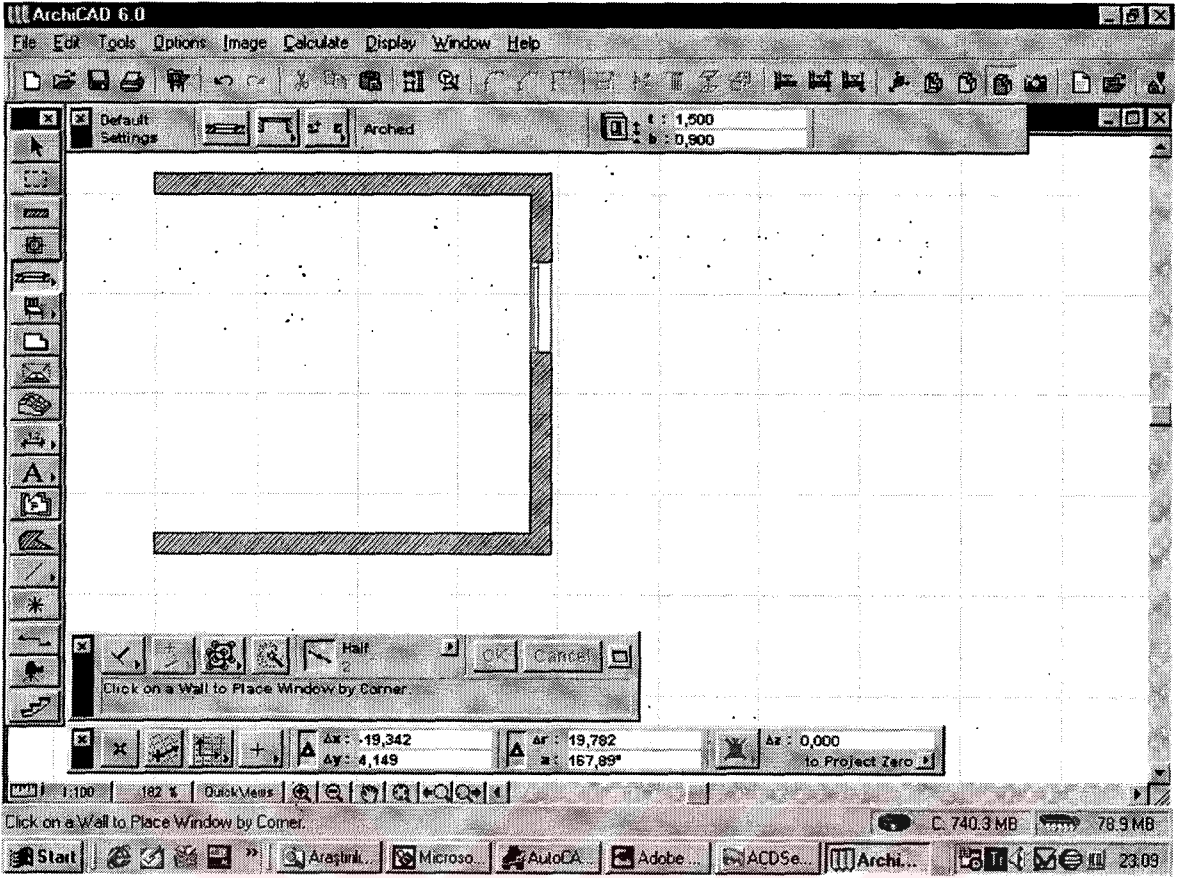 ArchiCAD 6.0
File Edit Tools Options Image Calculate Display Window Help
Default Settings
Arched
t : 1,500
b : 0,900
A
Half
2
OK Cancel
Click on a Wall to Place Window by Corner.
Δx : -19,342
Δy : 4,149
Δr : 19,782
a : 167,89°
Δz : 0,000
to Project Zero
1:100 182 % QuickViews
Click on a Wall to Place Window by Corner. C: 740.3 MB 78.9 MB
Start Araştırılı... Microso... AutoCA... Adobe ... ACDSe... Archi... 23:09